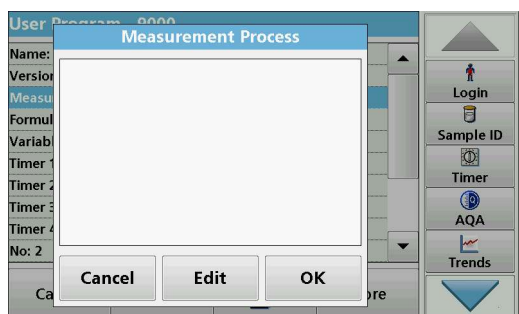 User Program 9000
Measurement Process
Name:
Version
Measu
Formul
Variabl
Timer 1
Timer 2
Timer 3
Timer 4
No: 2
Cancel Edit OK
Ca ore
Login
Sample ID
Timer
AQA
Trends